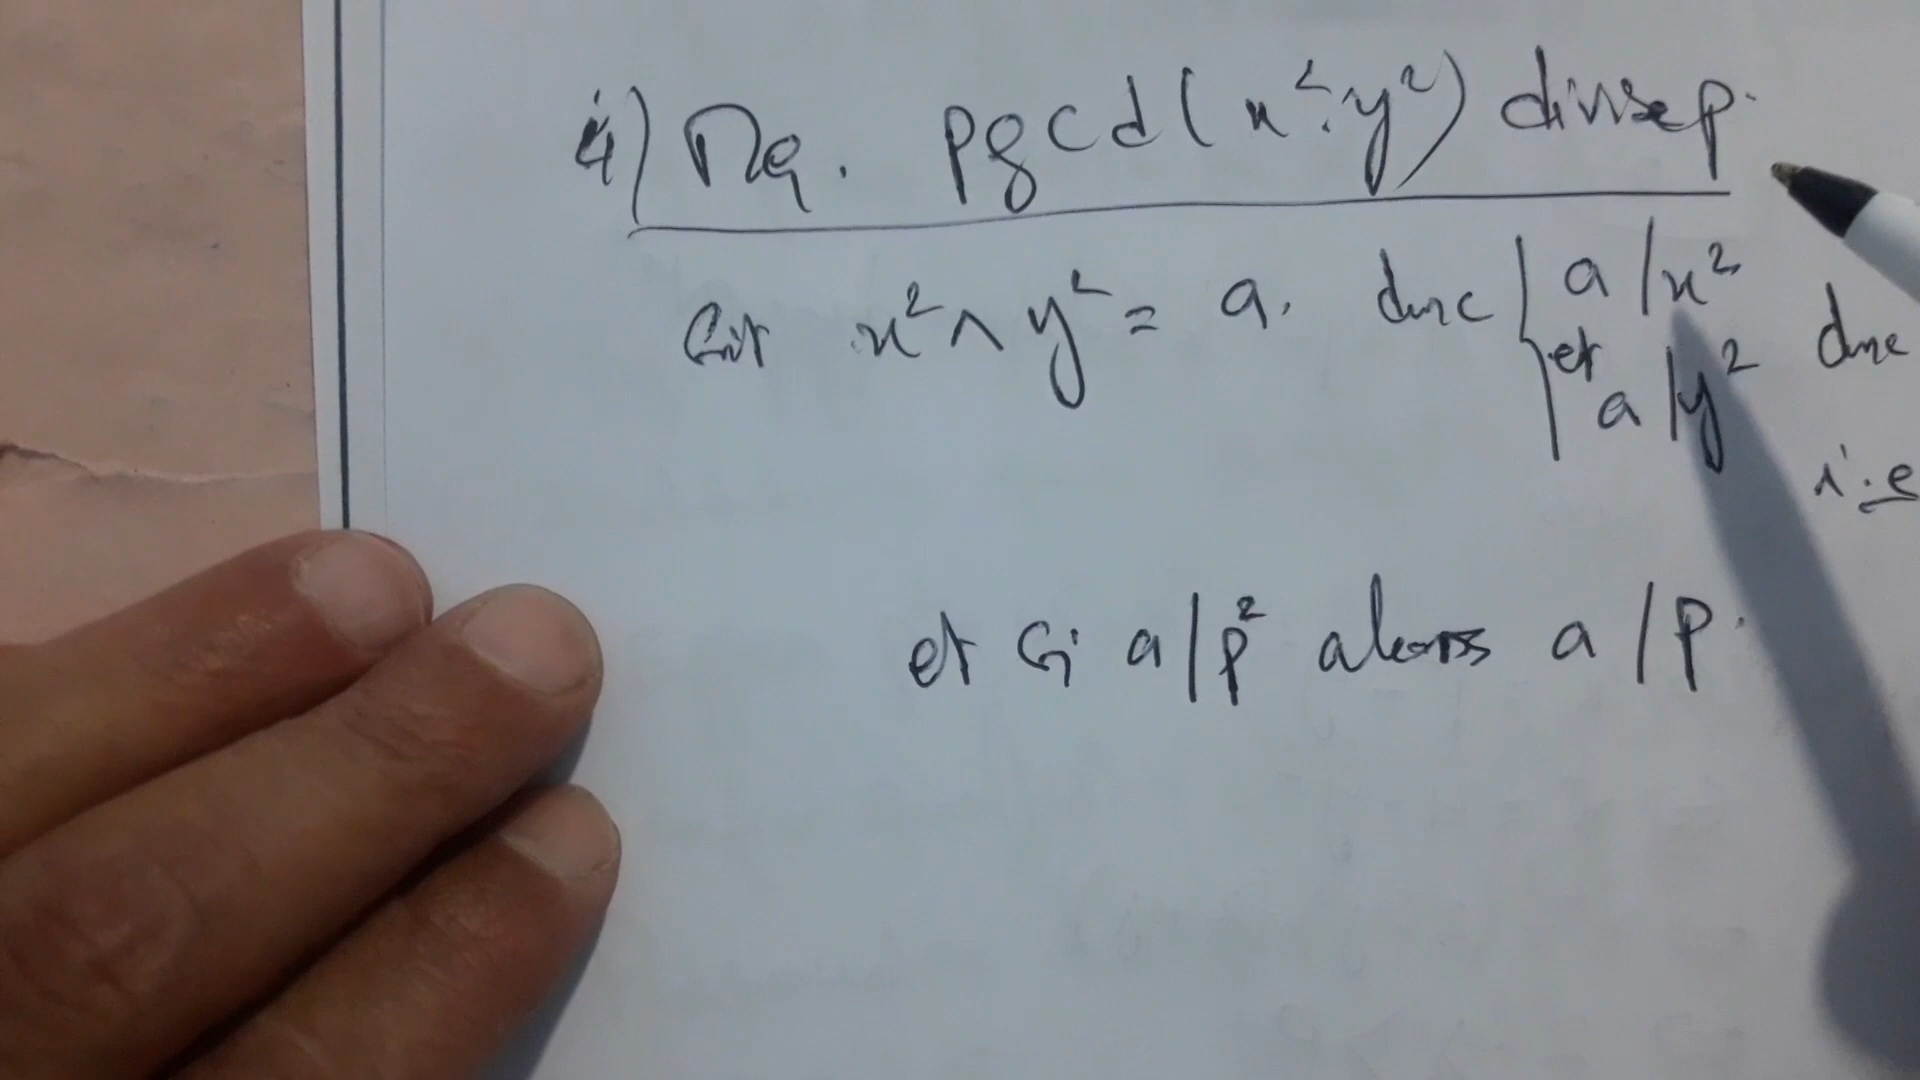 4) Mq. pgcd(x²; y²) divise p.
Soit x² ∧ y² = a. donc { a/x² et a/y² donc
i.e
et si a/p² alors a/p.